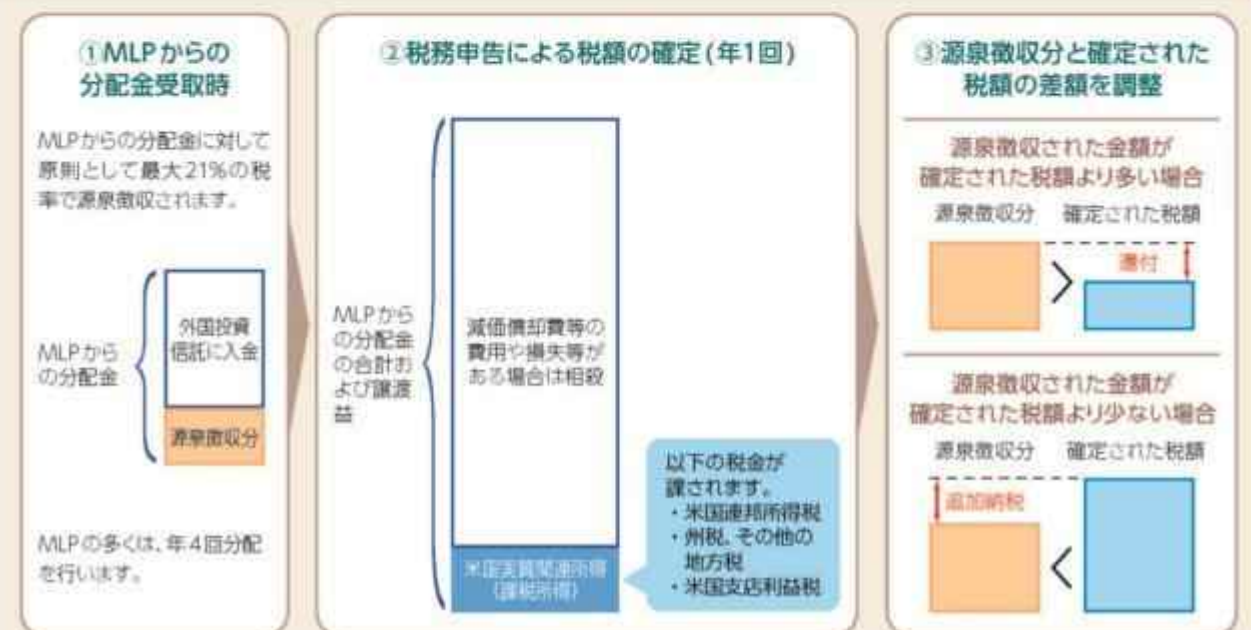 ①MLPからの
分配金受取時
MLPからの分配金に対して
原則として最大21%の税
率で源泉徴収されます。
MLPから
の分配金
外国投資
信託に入金
源泉徴収分
MLPの多くは、年4回分配
を行います。
②税務申告による税額の確定(年1回)
MLPから
の分配金
の合計お
よび譲渡
益
減価償却費等の
費用や損失等が
ある場合は相殺
米国実質関連所得
(課税所得)
以下の税金が
課されます。
・米国連邦所得税
・州税、その他の
地方税
・米国支店利益税
③源泉徴収分と確定された
税額の差額を調整
源泉徴収された金額が
確定された税額より多い場合
源泉徴収分 確定された税額
>
還付
源泉徴収された金額が
確定された税額より少ない場合
源泉徴収分 確定された税額
追加納税
<